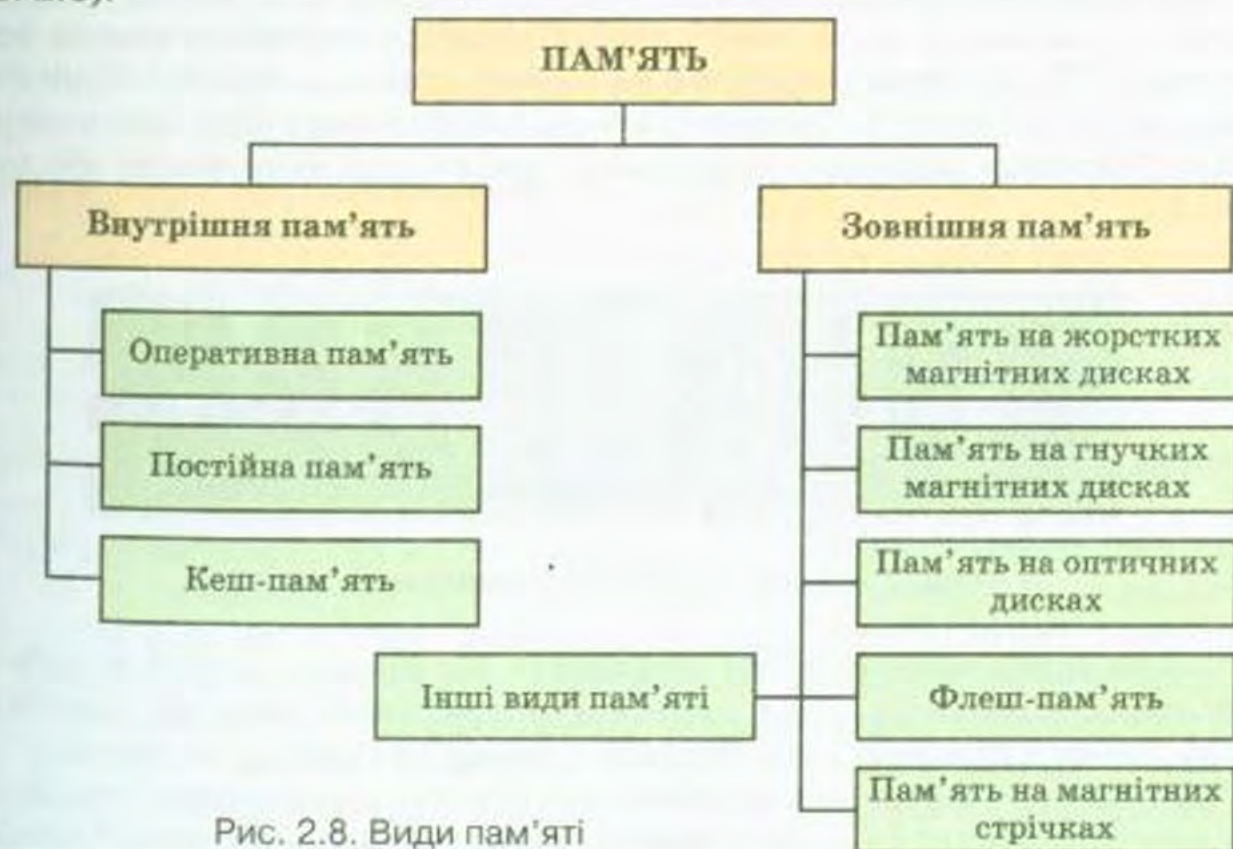 ПАМ’ЯТЬ
Внутрішня пам’ять
Оперативна пам’ять
Постійна пам’ять
Кеш-пам’ять
Зовнішня пам’ять
Пам’ять на жорстких
магнітних дисках
Пам’ять на гнучких
магнітних дисках
Пам’ять на оптичних
дисках
Інші види пам’яті
Флеш-пам’ять
Пам’ять на магнітних
стрічках
Рис. 2.8. Види пам’яті